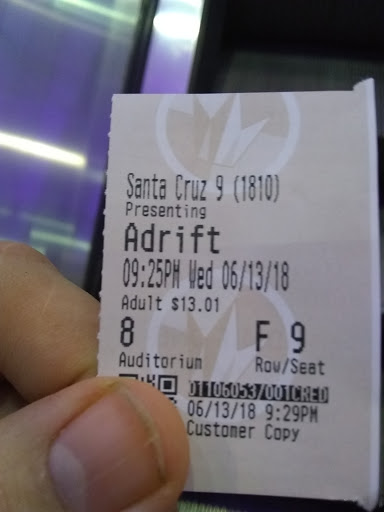 Santa Cruz 9 (1810)
Presenting
Adrift
09:25PM Wed 06/13/18
Adult $13.01
8 F 9
Auditorium Row/Seat
01106053/001CRED
06/13/18 9:29PM
Customer Copy